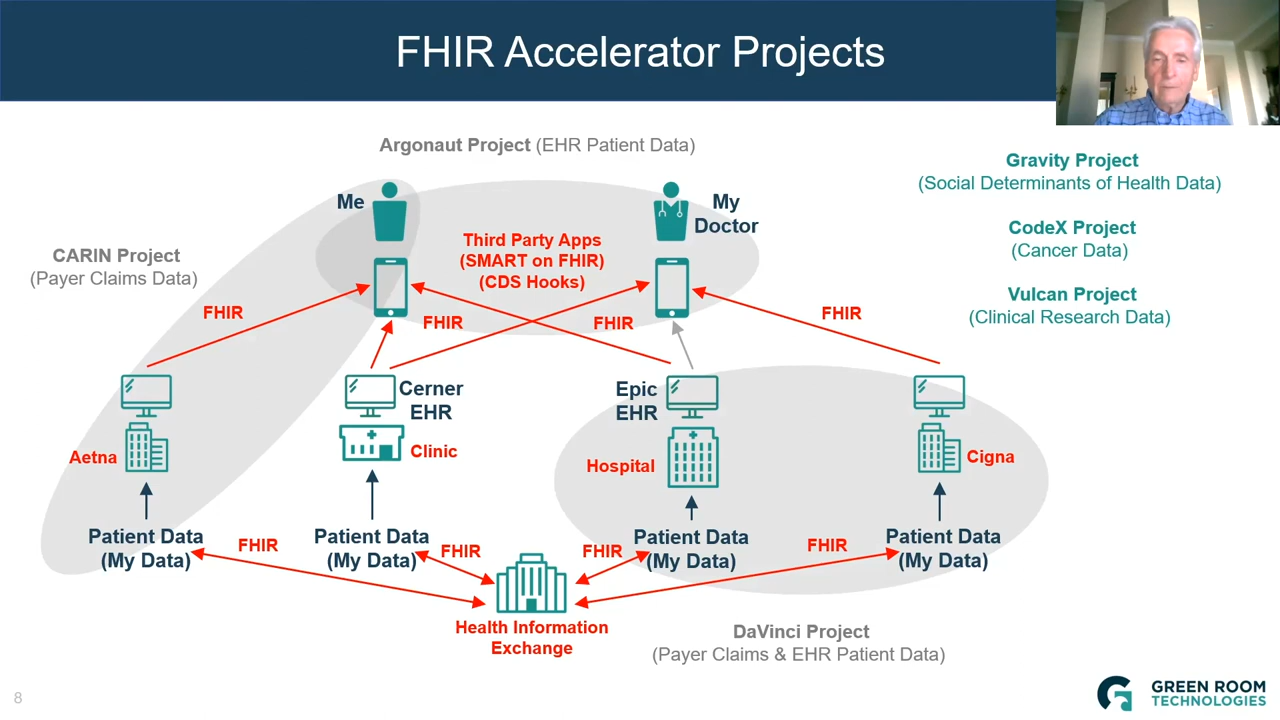 FHIR Accelerator Projects
Argonaut Project (EHR Patient Data)
Gravity Project
(Social Determinants of Health Data)
CodeX Project
(Cancer Data)
Vulcan Project
(Clinical Research Data)
Me
My
Doctor
CARIN Project
(Payer Claims Data)
Third Party Apps
(SMART on FHIR)
(CDS Hooks)
FHIR
FHIR
FHIR
FHIR
Cerner
EHR
Epic
EHR
Aetna
Clinic
Hospital
Cigna
Patient Data
(My Data)
Patient Data
(My Data)
Patient Data
(My Data)
Patient Data
(My Data)
FHIR
FHIR
FHIR
FHIR
Health Information
Exchange
DaVinci Project
(Payer Claims & EHR Patient Data)
8
GREEN ROOM
TECHNOLOGIES